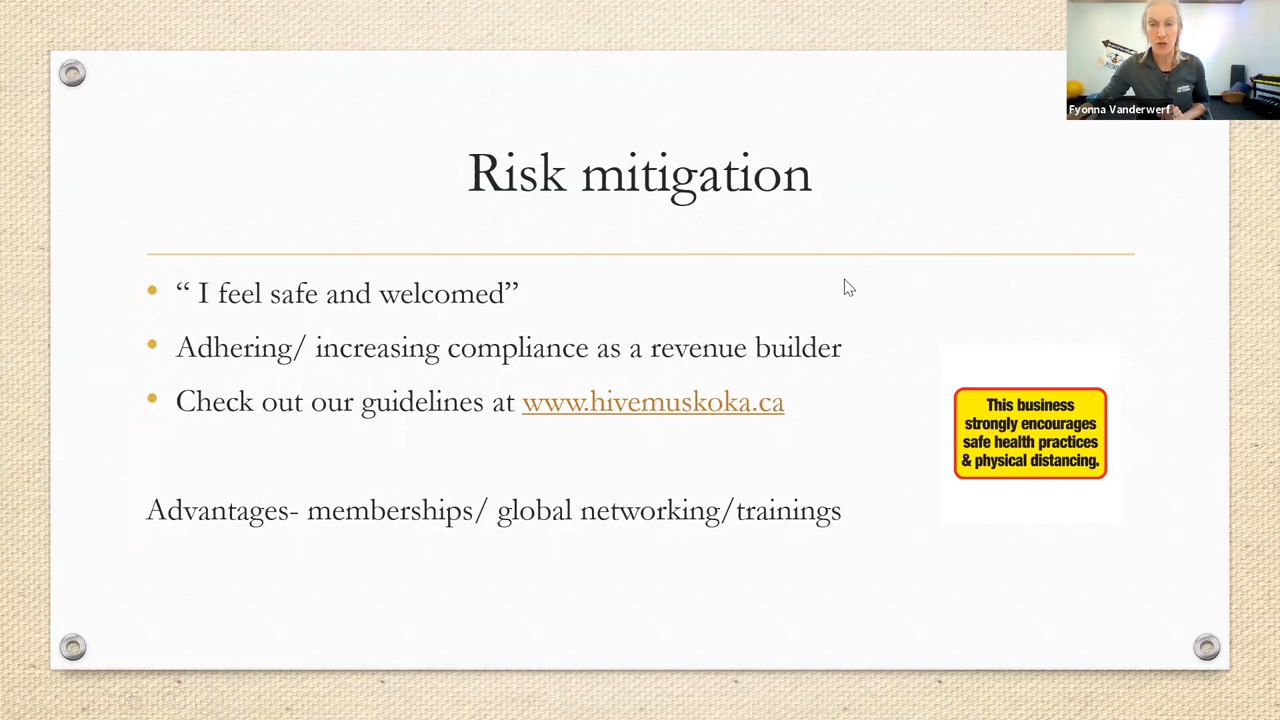 Fyonna Vanderwerf
Risk mitigation
“ I feel safe and welcomed”
Adhering/ increasing compliance as a revenue builder
Check out our guidelines at www.hivemuskoka.ca
This business
strongly encourages
safe health practices
& physical distancing.
Advantages- memberships/ global networking/trainings